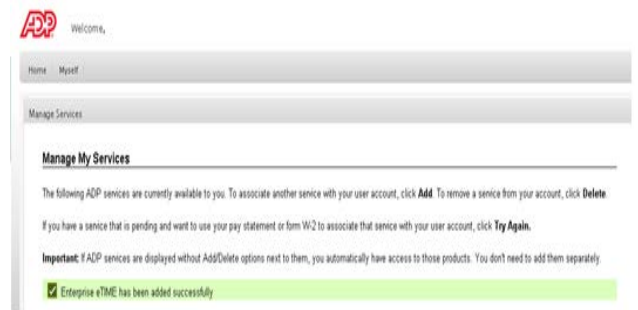 ADP Welcome,
Home Myself
Manage Services
Manage My Services
The following ADP services are currently available to you. To associate another service with your user account, click Add. To remove a service from your account, click Delete.
If you have a service that is pending and want to use your pay statement or form W-2 to associate that service with your user account, click Try Again.
Important: If ADP services are displayed without Add/Delete options next to them, you automatically have access to those products. You don't need to add them separately.
Enterprise eTIME has been added successfully